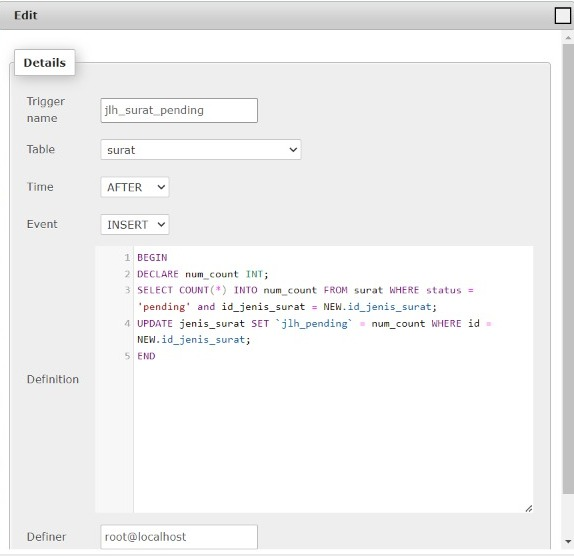 Edit
Details
Trigger
name
jlh_surat_pending
Table
surat
Time
AFTER
Event
INSERT
Definition
1 BEGIN
2 DECLARE num_count INT;
3 SELECT COUNT(*) INTO num_count FROM surat WHERE status =
'pending' and id_jenis_surat = NEW.id_jenis_surat;
4 UPDATE jenis_surat SET `jlh_pending` = num_count WHERE id =
NEW.id_jenis_surat;
5 END
Definer
root@localhost